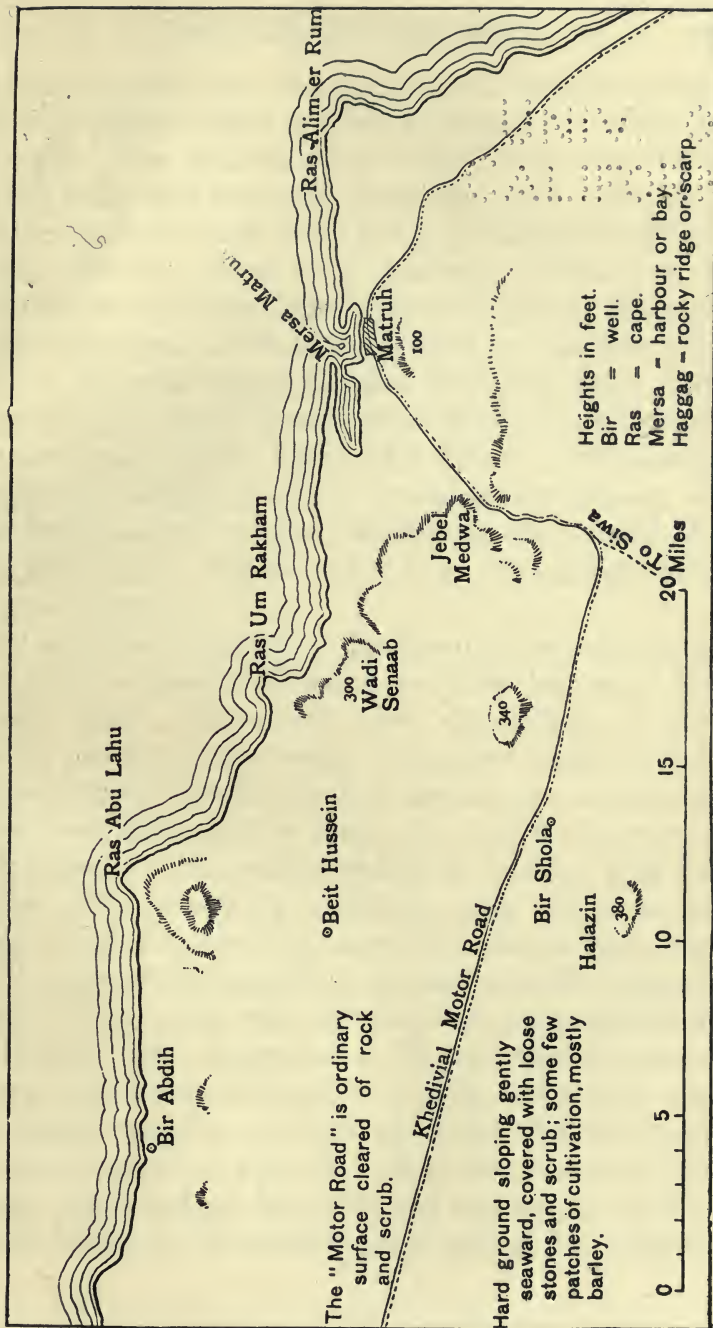 Ras Abu Lahu
Ras Um Rakham
Mersa Matruh
Ras Alim er Rum
Bir Abdih
Beit Hussein
300
Wadi
Senaab
Jebel
Medwa
Matruh
100
The "Motor Road" is ordinary
surface cleared of rock
and scrub.
Khedivial Motor Road
340
Bir Shola
Halazin
380
To Siwa
Hard ground sloping gently
seaward, covered with loose
stones and scrub; some few
patches of cultivation, mostly
barley.
Heights in feet.
Bir = well.
Ras = cape.
Mersa = harbour or bay.
Haggag = rocky ridge or scarp
0 5 10 15 20 Miles